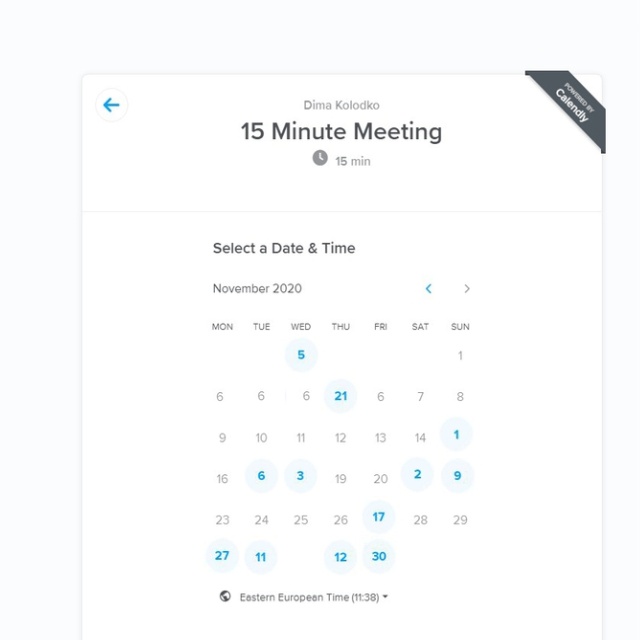 POWERED BY
Calendly
Dima Kolodko
15 Minute Meeting
15 min
Select a Date & Time
November 2020
MON TUE WED THU FRI SAT SUN
5 1
6 6 6 21 6 7 8
9 10 11 12 13 14 1
16 6 3 19 20 2 9
23 24 25 26 17 28 29
27 11 12 30
Eastern European Time (11:38)